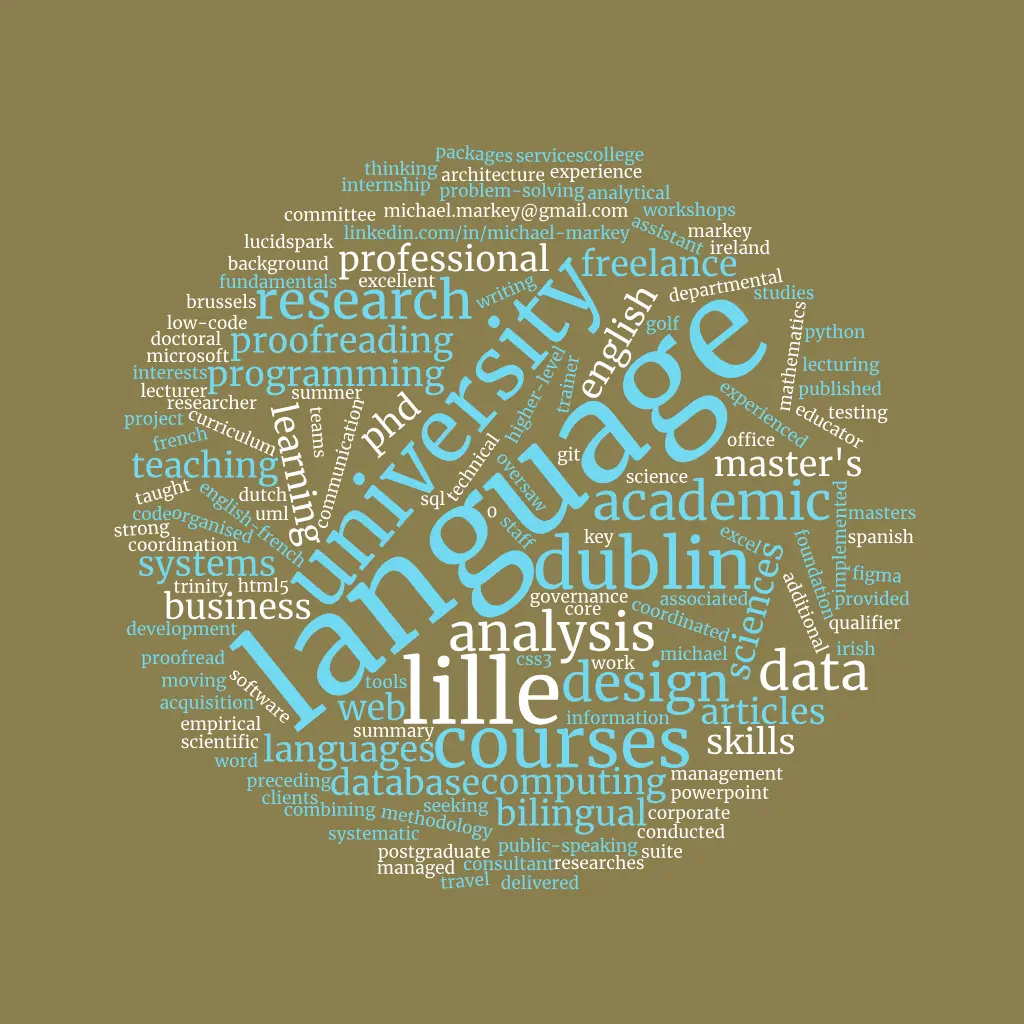 packages services college
thinking architecture experience
internship problem-solving analytical
committee michael.markey@gmail.com workshops
linkedin.com/in/michael-markey assistant markey
lucidspark professional freelance ireland
background excellent departmental
fundamentals research writing university studies
brussels english golf mathematics
low-code proofreading language python
doctoral
microsoft higher-level trainer lecturing
interests programming experienced published
lecturer summer
researcher phd educator testing
project curriculum learning teams communication
french office
teaching technical git science master's
taught english-french dutch sql oversaw academic
code organised uml o staff excel implemented masters
strong key sciences foundation spanish
coordination
systems dublin figma
trinity html5 governance associated additional provided
business core coordinated qualifier
development analysis
proofread css3 work michael irish
moving software tools lille design data
acquisition web information articles
empirical summary
scientific languages courses skills
word
preceding database computing management
clients powerpoint
combining methodology seeking bilingual corporate
systematic conducted
postgraduate public-speaking suite
managed consultant researches
travel delivered